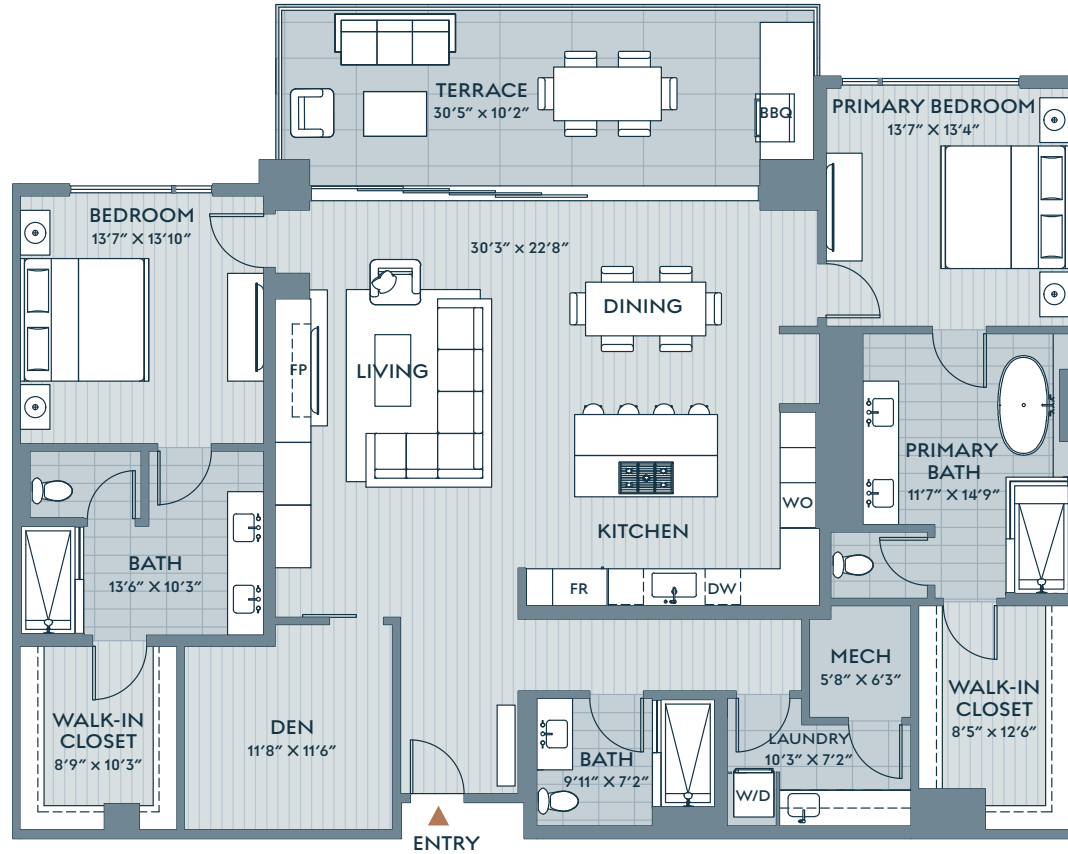 TERRACE
30'5" x 10'2"
BBQ
PRIMARY BEDROOM
13'7" X 13'4"
BEDROOM
13'7" X 13'10"
30'3" x 22'8"
DINING
FP
LIVING
PRIMARY
BATH
11'7" X 14'9"
WO
KITCHEN
BATH
13'6" X 10'3"
FR
DW
MECH
5'8" X 6'3"
WALK-IN
CLOSET
8'5" x 12'6"
WALK-IN
CLOSET
8'9" x 10'3"
DEN
11'8" X 11'6"
BATH
9'11" X 7'2"
LAUNDRY
10'3" X 7'2"
W/D
ENTRY